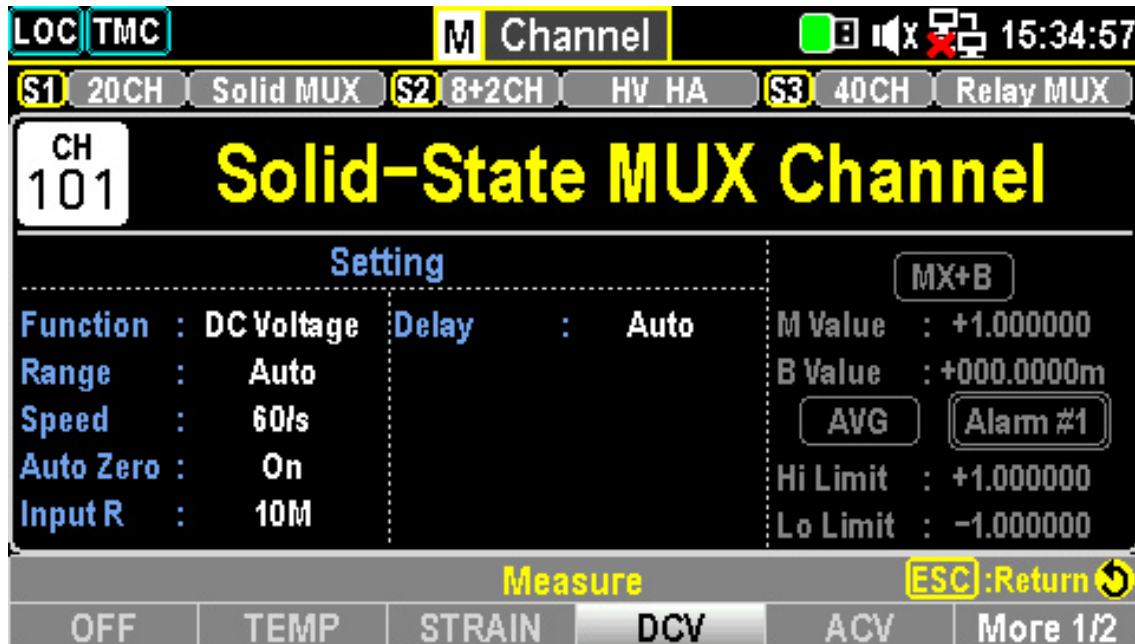 LOC TMC M Channel 15:34:57
S1 20CH Solid MUX S2 8+2CH HV_HA S3 40CH Relay MUX
CH
101
Solid-State MUX Channel
Setting
Function : DC Voltage
Range : Auto
Speed : 60/s
Auto Zero : On
Input R : 10M
Delay : Auto
MX+B
M Value : +1.000000
B Value : +000.0000m
AVG Alarm #1
Hi Limit : +1.000000
Lo Limit : -1.000000
Measure ESC :Return
OFF TEMP STRAIN DCV ACV More 1/2